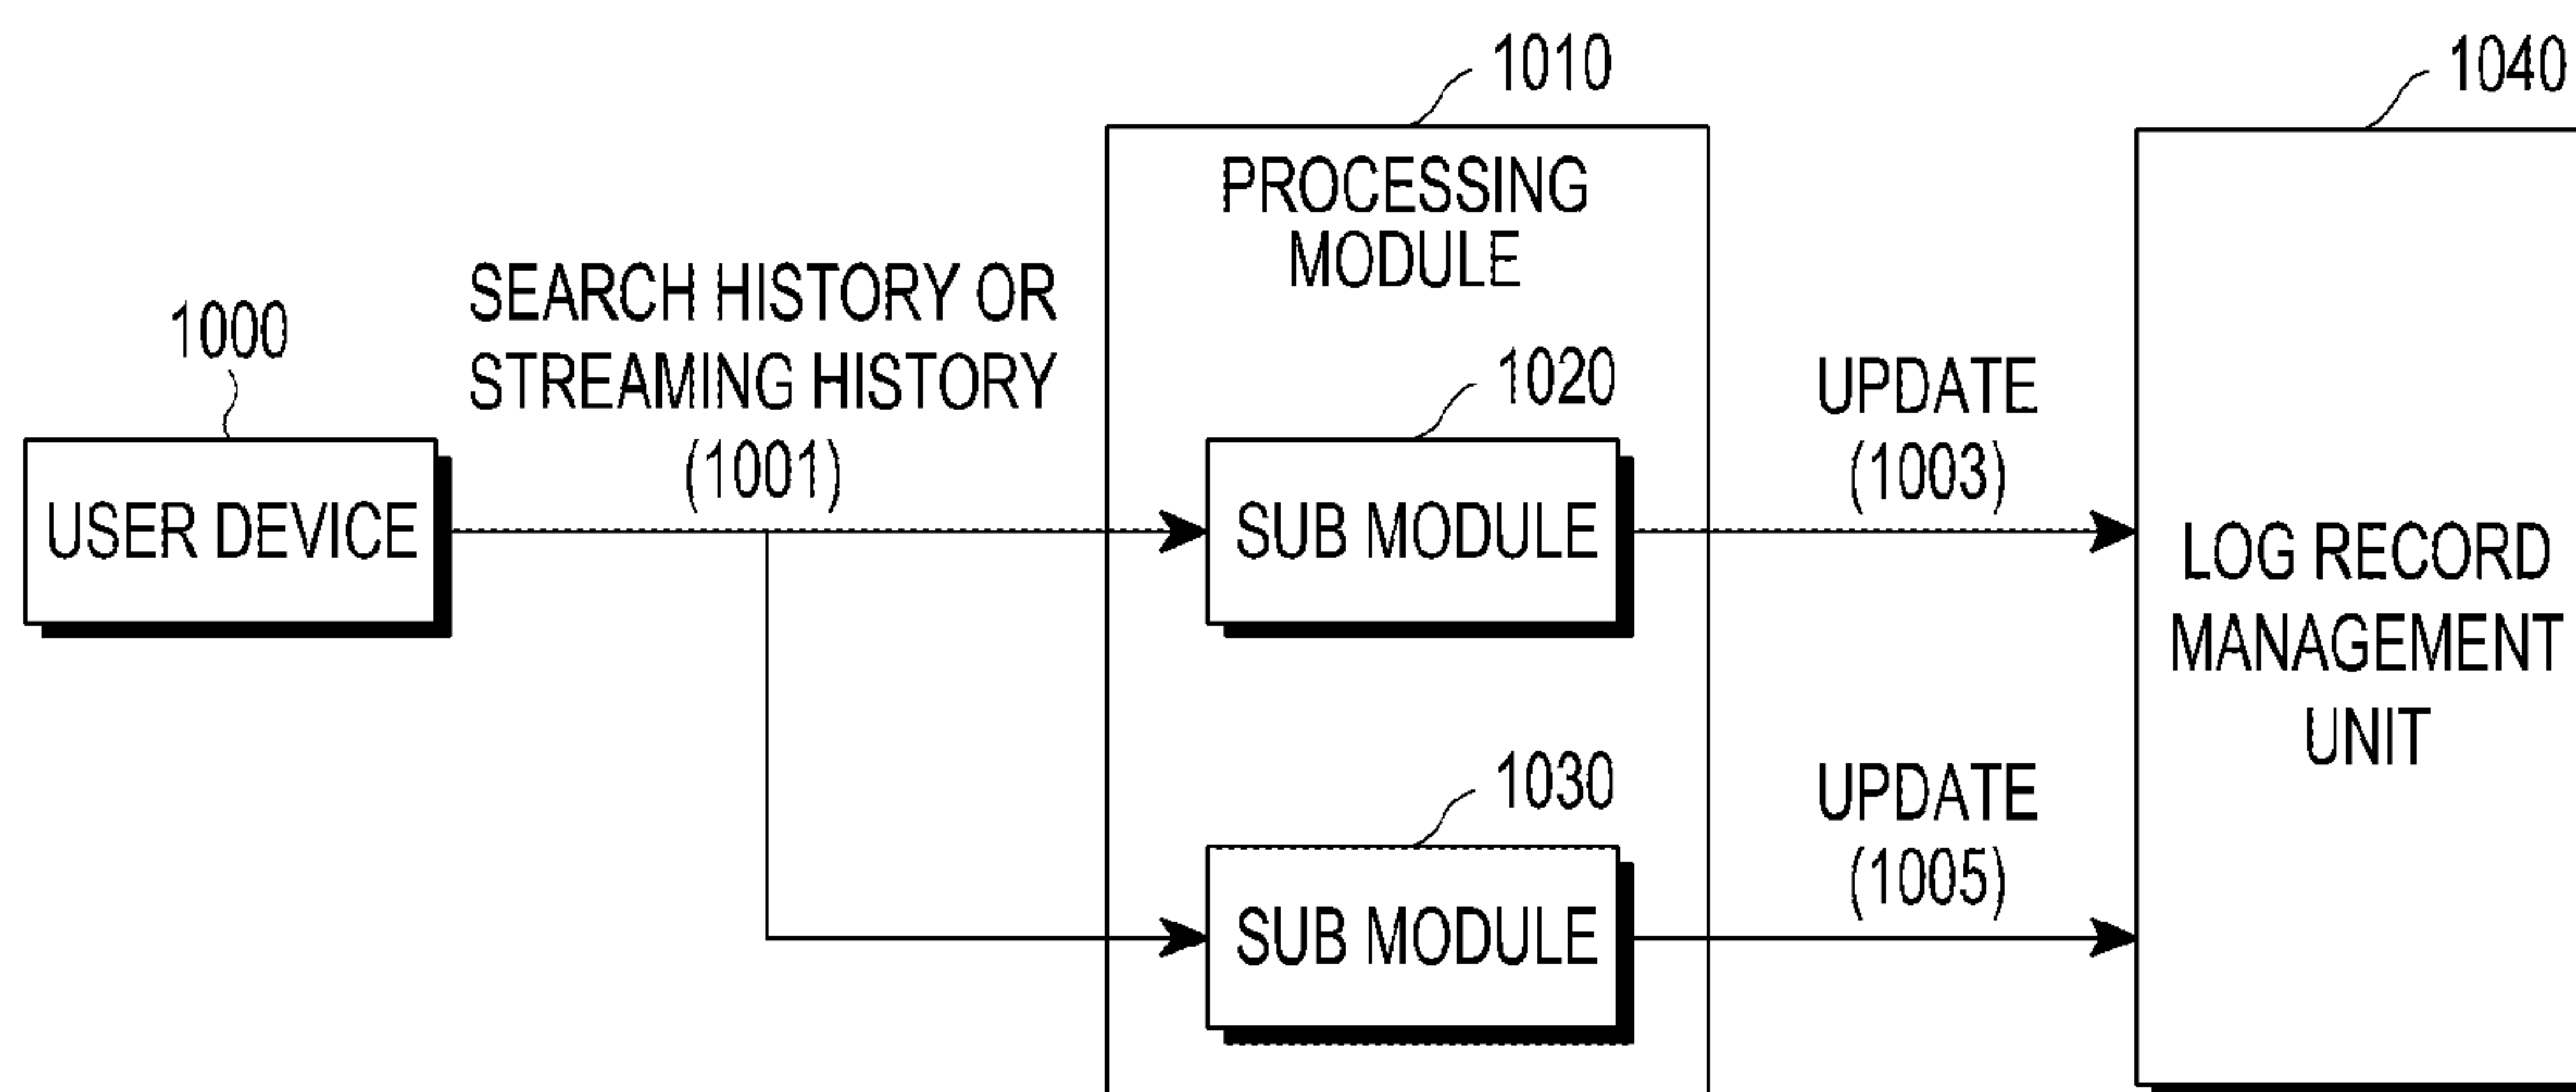 1010
1040
PROCESSING
MODULE
SEARCH HISTORY OR
STREAMING HISTORY
(1001)
1000
USER DEVICE
1020
SUB MODULE
UPDATE
(1003)
LOG RECORD
MANAGEMENT
UNIT
1030
SUB MODULE
UPDATE
(1005)